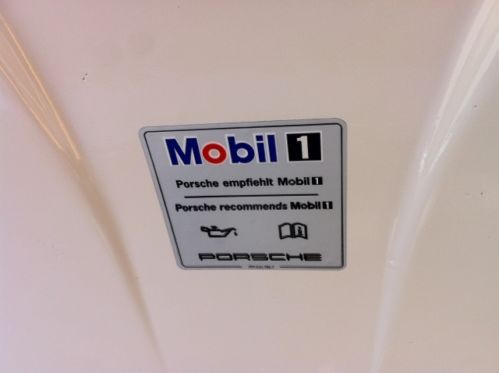 Mobil 1
Porsche empfiehlt Mobil 1
Porsche recommends Mobil 1
PORSCHE